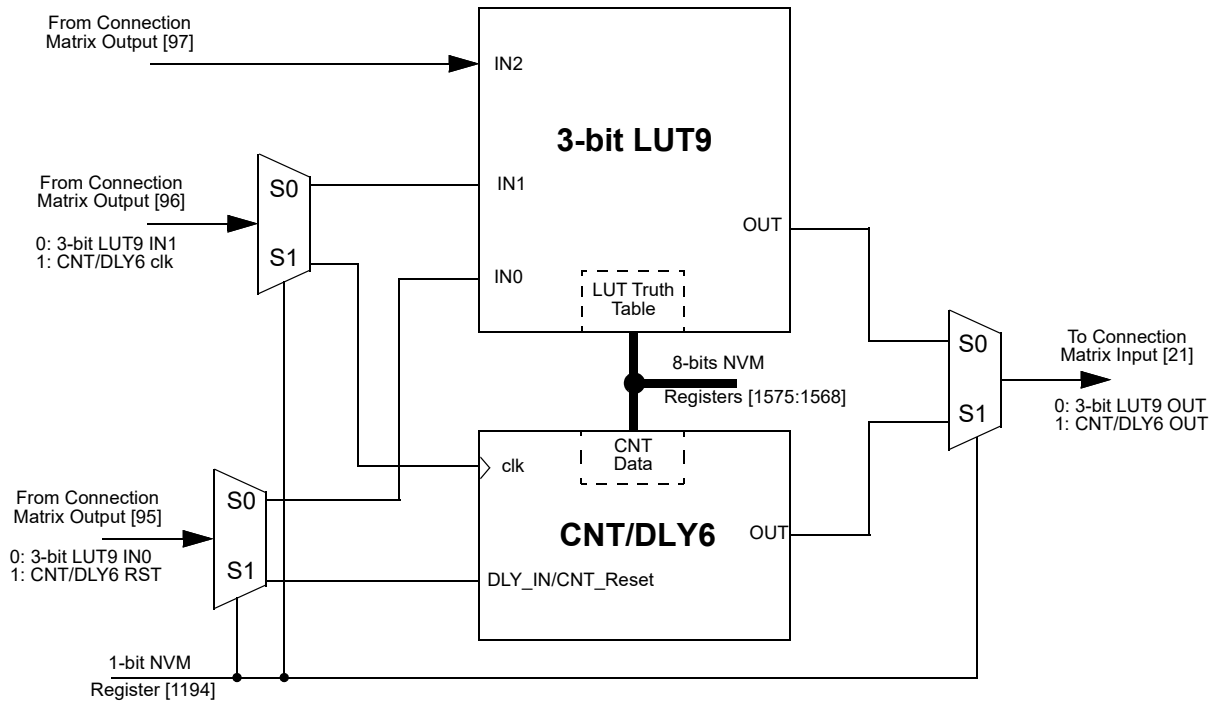 From Connection
Matrix Output [97]
IN2
3-bit LUT9
From Connection
Matrix Output [96]
0: 3-bit LUT9 IN1
1: CNT/DLY6 clk
S0
S1
IN1
IN0
OUT
LUT Truth
Table
8-bits NVM
Registers [1575:1568]
S0
S1
To Connection
Matrix Input [21]
0: 3-bit LUT9 OUT
1: CNT/DLY6 OUT
CNT
Data
clk
CNT/DLY6
OUT
DLY_IN/CNT_Reset
From Connection
Matrix Output [95]
0: 3-bit LUT9 IN0
1: CNT/DLY6 RST
S0
S1
1-bit NVM
Register [1194]